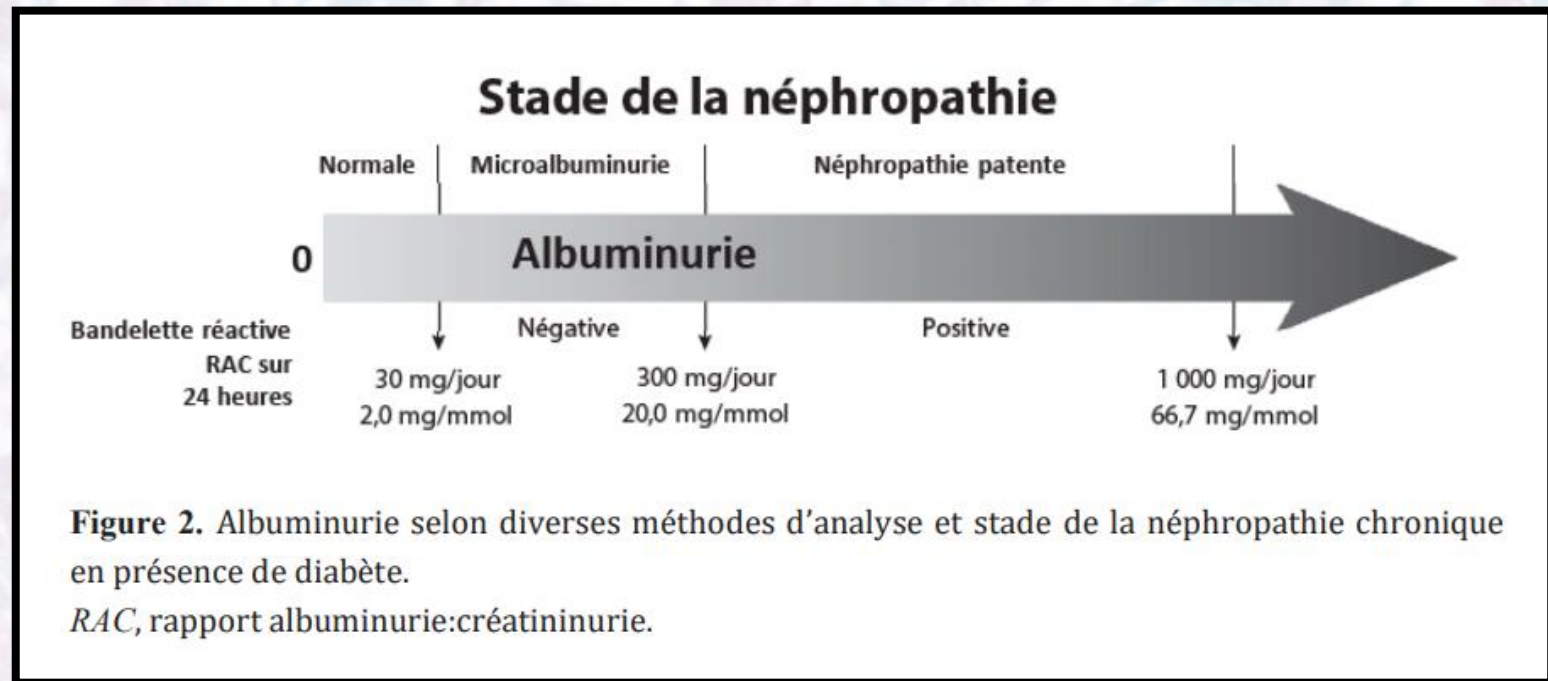 Stade de la néphropathie
Normale
Microalbuminurie
Néphropathie patente
0
Albuminurie
Bandelette réactive
RAC sur
24 heures
Négative
Positive
30 mg/jour
2,0 mg/mmol
300 mg/jour
20,0 mg/mmol
1 000 mg/jour
66,7 mg/mmol
Figure 2. Albuminurie selon diverses méthodes d'analyse et stade de la néphropathie chronique
en présence de diabète.
RAC, rapport albuminurie:créatininurie.